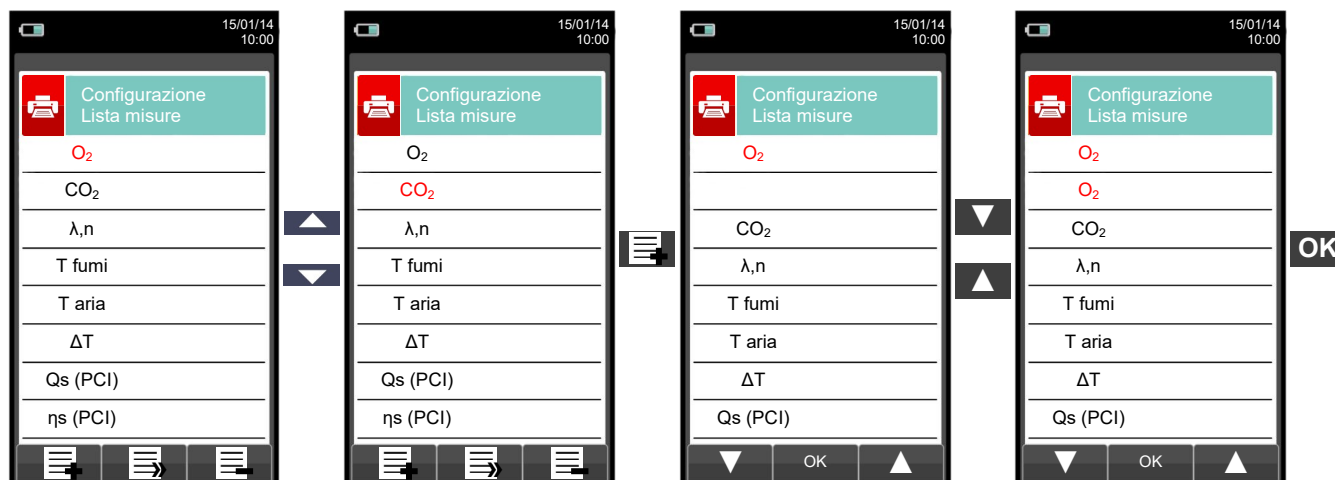 15/01/14
10:00
Configurazione
Lista misure
O₂
CO₂
λ,n
T fumi
T aria
ΔT
Qs (PCI)
ηs (PCI)
15/01/14
10:00
Configurazione
Lista misure
O₂
CO₂
λ,n
T fumi
T aria
ΔT
Qs (PCI)
ηs (PCI)
15/01/14
10:00
Configurazione
Lista misure
O₂
CO₂
λ,n
T fumi
T aria
ΔT
Qs (PCI)
OK
15/01/14
10:00
Configurazione
Lista misure
O₂
O₂
CO₂
λ,n
T fumi
T aria
ΔT
Qs (PCI)
OK
OK